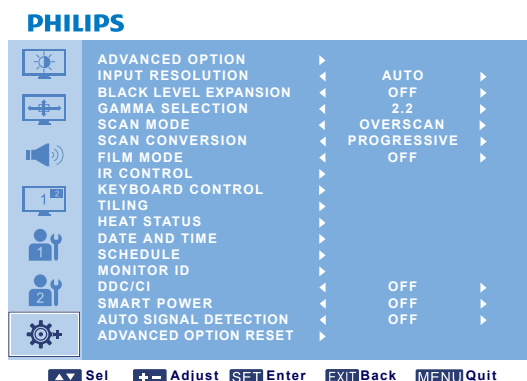 PHILIPS
ADVANCED OPTION
INPUT RESOLUTION AUTO
BLACK LEVEL EXPANSION OFF
GAMMA SELECTION 2.2
SCAN MODE OVERSCAN
SCAN CONVERSION PROGRESSIVE
FILM MODE OFF
IR CONTROL
KEYBOARD CONTROL
TILING
HEAT STATUS
DATE AND TIME
SCHEDULE
MONITOR ID
DDC/CI OFF
SMART POWER OFF
AUTO SIGNAL DETECTION OFF
ADVANCED OPTION RESET
1 2
1
2
Sel Adjust SET Enter EXIT Back MENU Quit